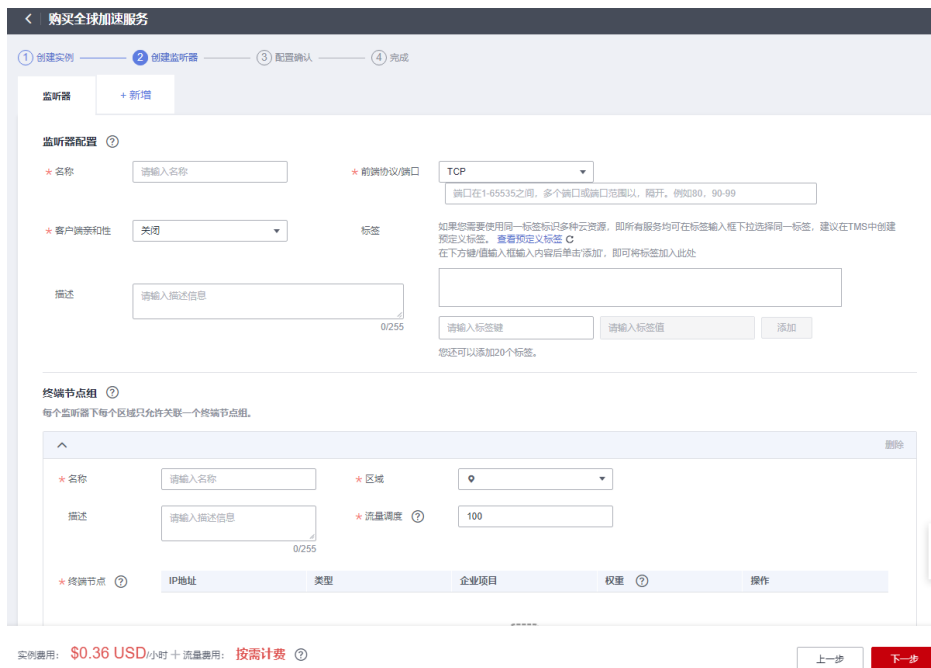 购买全球加速服务
1 创建实例 2 创建监听器 3 配置确认 4 完成
监听器 + 新增
监听器配置 ?
* 名称 请输入名称 * 前端协议/端口 TCP
端口在1-65535之间，多个端口或端口范围以，隔开。例如80，90-99
* 客户端亲和性 关闭 标签 如果您需要使用同一标签标识多种云资源，即所有服务均可在标签输入框下拉选择同一标签，建议在TMS中创建
预定义标签。 查看预定义标签
在下方键/值输入框输入内容后单击'添加'，即可将标签加入此处
描述 请输入描述信息
0/255
请输入标签键 请输入标签值 添加
您还可以添加20个标签。
终端节点组 ?
每个监听器下每个区域只允许关联一个终端节点组。
删除
* 名称 请输入名称 * 区域
描述 请输入描述信息 * 流量调度 ? 100
0/255
* 终端节点 ? IP地址 类型 企业项目 权重 ? 操作
实例费用： $0.36 USD/小时 + 流量费用： 按需计费 ?
上一步 下一步